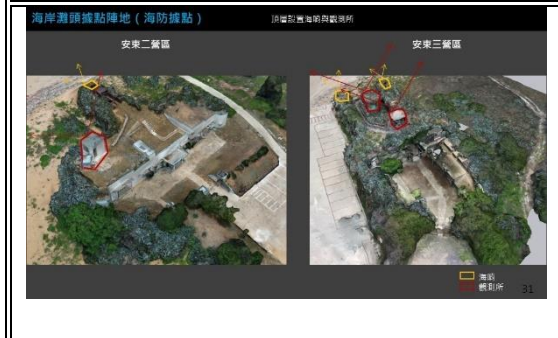 海岸灘頭據點陣地（海防據點）
頂層設置海哨與觀測所
安東二營區
安東三營區
海哨
觀測所
31